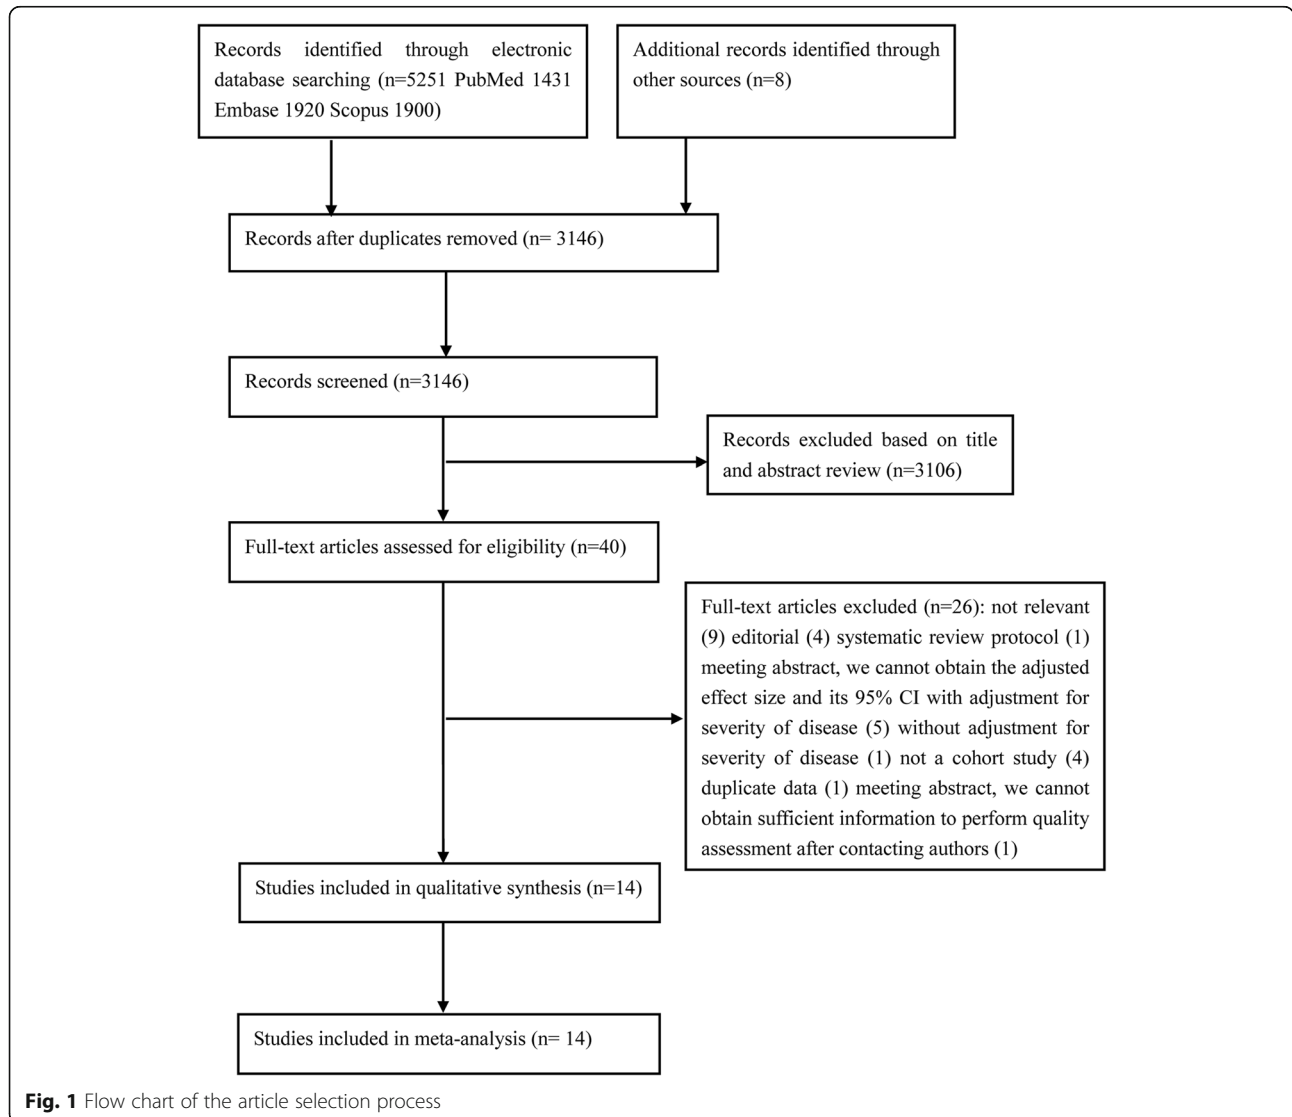 Records identified through electronic
database searching (n=5251 PubMed 1431
Embase 1920 Scopus 1900)
Additional records identified through
other sources (n=8)
Records after duplicates removed (n= 3146)
Records screened (n=3146)
Records excluded based on title
and abstract review (n=3106)
Full-text articles assessed for eligibility (n=40)
Full-text articles excluded (n=26): not relevant
(9) editorial (4) systematic review protocol (1)
meeting abstract, we cannot obtain the adjusted
effect size and its 95% CI with adjustment for
severity of disease (5) without adjustment for
severity of disease (1) not a cohort study (4)
duplicate data (1) meeting abstract, we cannot
obtain sufficient information to perform quality
assessment after contacting authors (1)
Studies included in qualitative synthesis (n=14)
Studies included in meta-analysis (n= 14)
Fig. 1 Flow chart of the article selection process